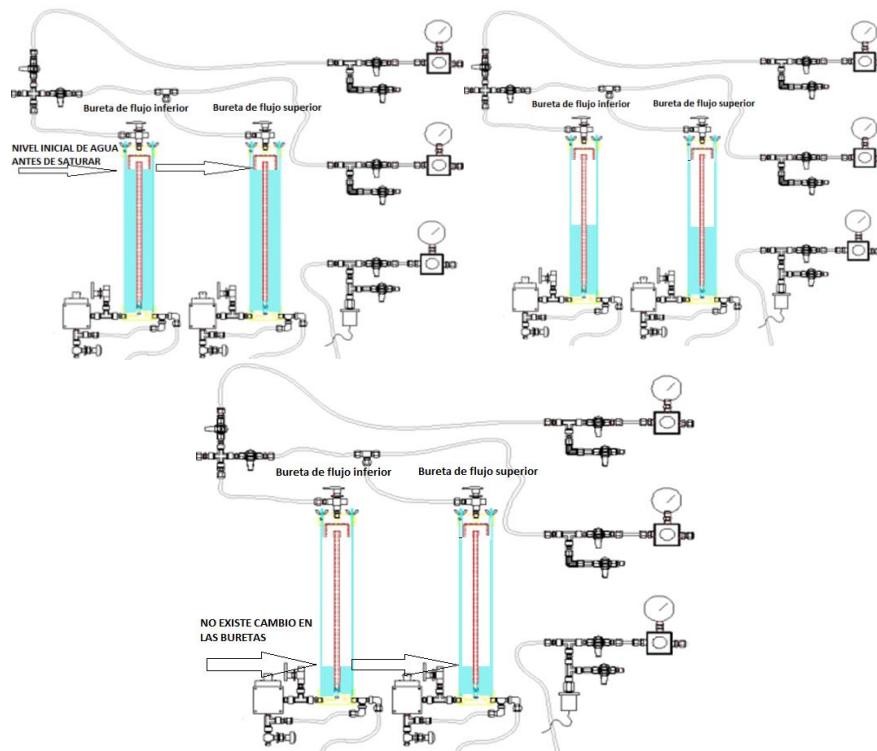 Bureta de flujo inferior
Bureta de flujo superior
NIVEL INICIAL DE AGUA
ANTES DE SATURAR
Bureta de flujo inferior
Bureta de flujo superior
Bureta de flujo inferior
Bureta de flujo superior
NO EXISTE CAMBIO EN
LAS BURETAS